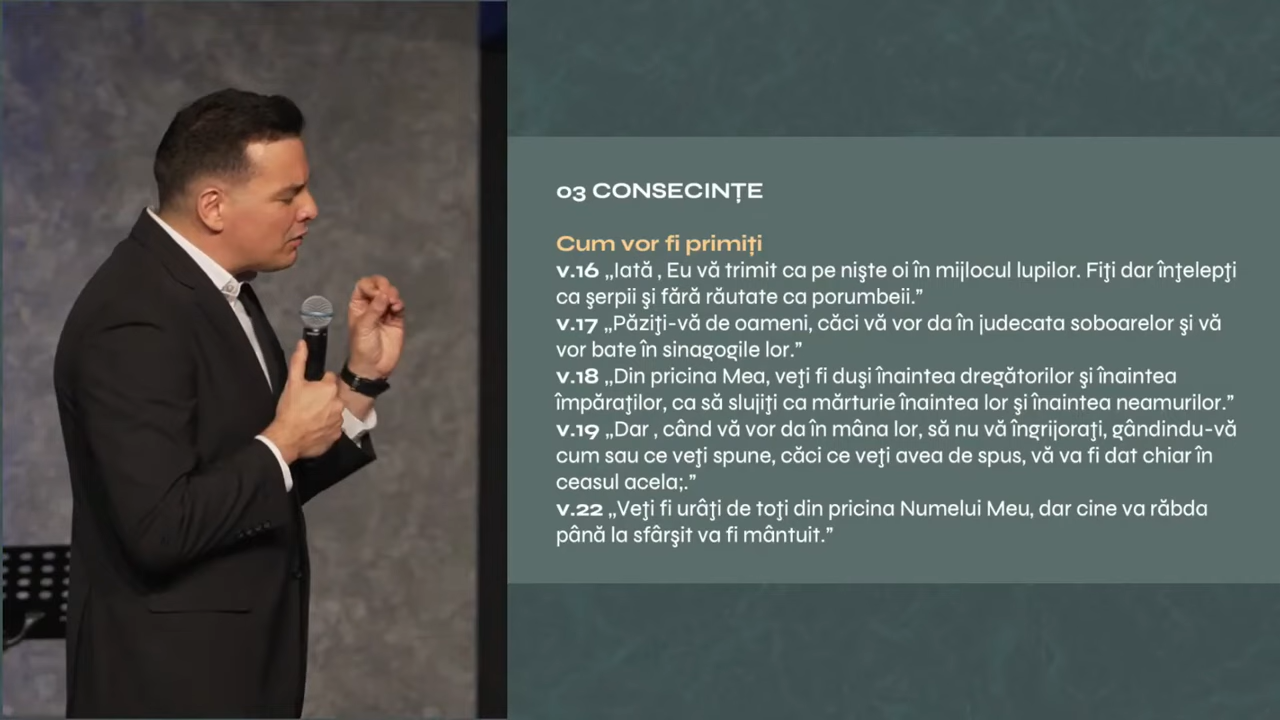 03 CONSECINȚE
Cum vor fi primiți
v.16 „Iată , Eu vă trimit ca pe nişte oi în mijlocul lupilor. Fiţi dar înţelepţi
ca şerpii şi fără răutate ca porumbeii.”
v.17 „Păziţi-vă de oameni, căci vă vor da în judecata soboarelor şi vă
vor bate în sinagogile lor.”
v.18 „Din pricina Mea, veţi fi duşi înaintea dregătorilor şi înaintea
împăraţilor, ca să slujiţi ca mărturie înaintea lor şi înaintea neamurilor.”
v.19 „Dar , când vă vor da în mâna lor, să nu vă îngrijoraţi, gândindu-vă
cum sau ce veţi spune, căci ce veţi avea de spus, vă va fi dat chiar în
ceasul acela;.”
v.22 „Veţi fi urâţi de toţi din pricina Numelui Meu, dar cine va răbda
până la sfârşit va fi mântuit.”